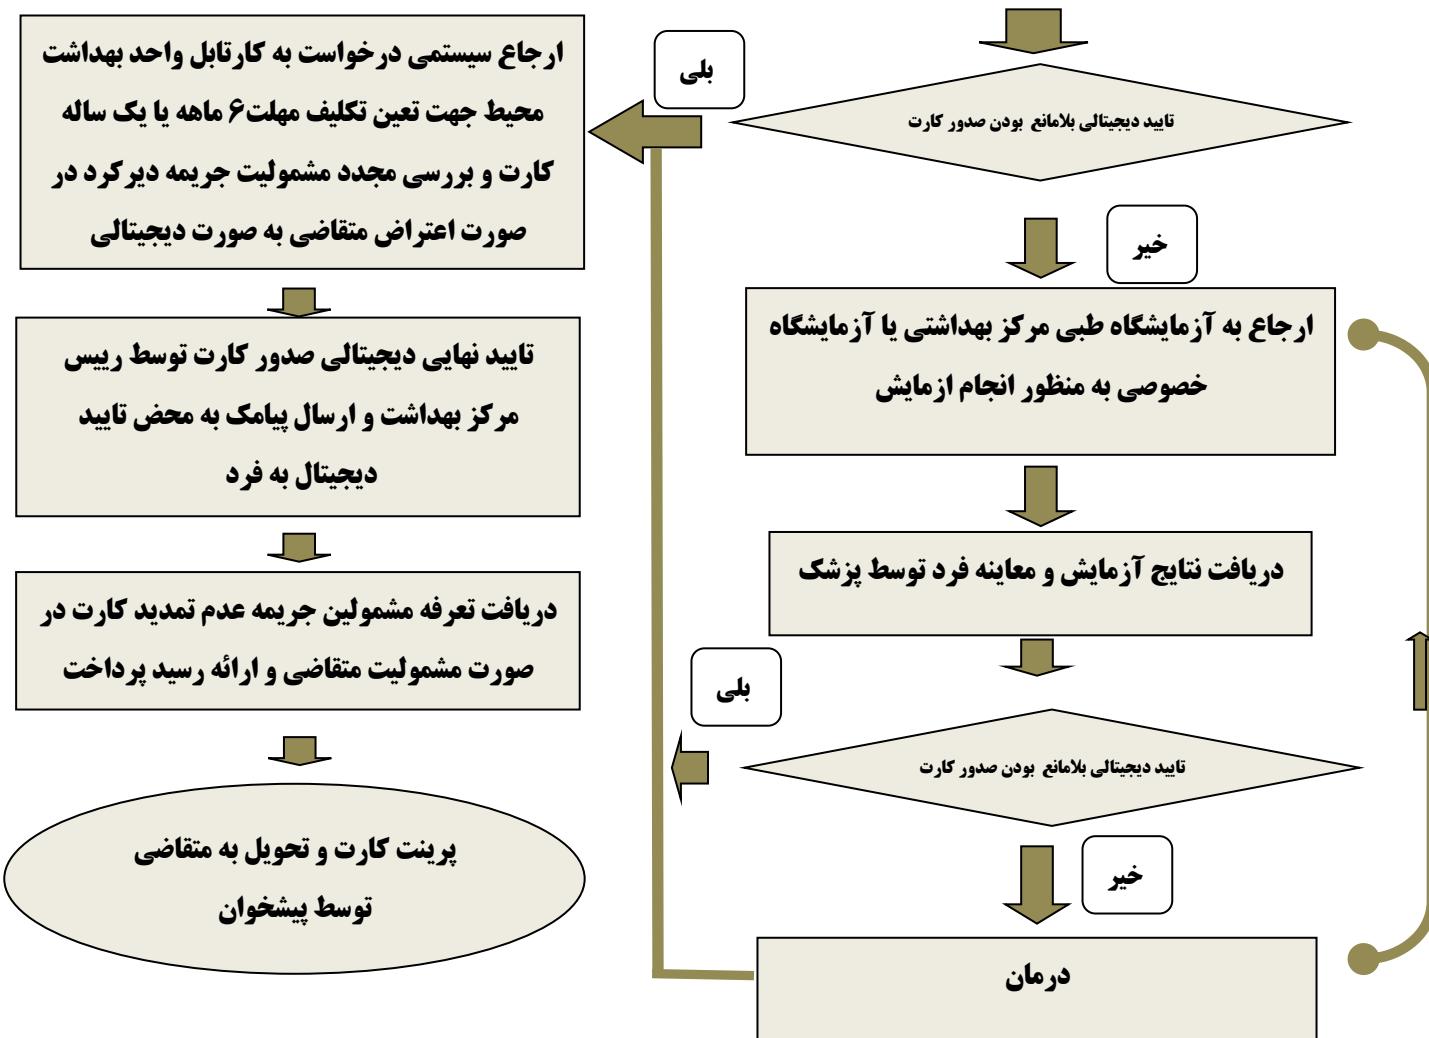 تایید دیجیتالی بلامانع بودن صدور کارت
بلی
خیر
ارجاع به آزمایشگاه طبی مرکز بهداشتی یا آزمایشگاه
خصوصی به منظور انجام ازمایش
دریافت نتایج آزمایش و معاینه فرد توسط پزشک
تایید دیجیتالی بلامانع بودن صدور کارت
بلی
خیر
درمان
ارجاع سیستمی درخواست به کارتابل واحد بهداشت
محیط جهت تعین تکلیف مهلت۶ ماهه یا یک ساله
کارت و بررسی مجدد مشمولیت جریمه دیرکرد در
صورت اعتراض متقاضی به صورت دیجیتالی
تایید نهایی دیجیتالی صدور کارت توسط رییس
مرکز بهداشت و ارسال پیامک به محض تایید
دیجیتال به فرد
دریافت تعرفه مشمولین جریمه عدم تمدید کارت در
صورت مشمولیت متقاضی و ارائه رسید پرداخت
پرینت کارت و تحویل به متقاضی
توسط پیشخوان